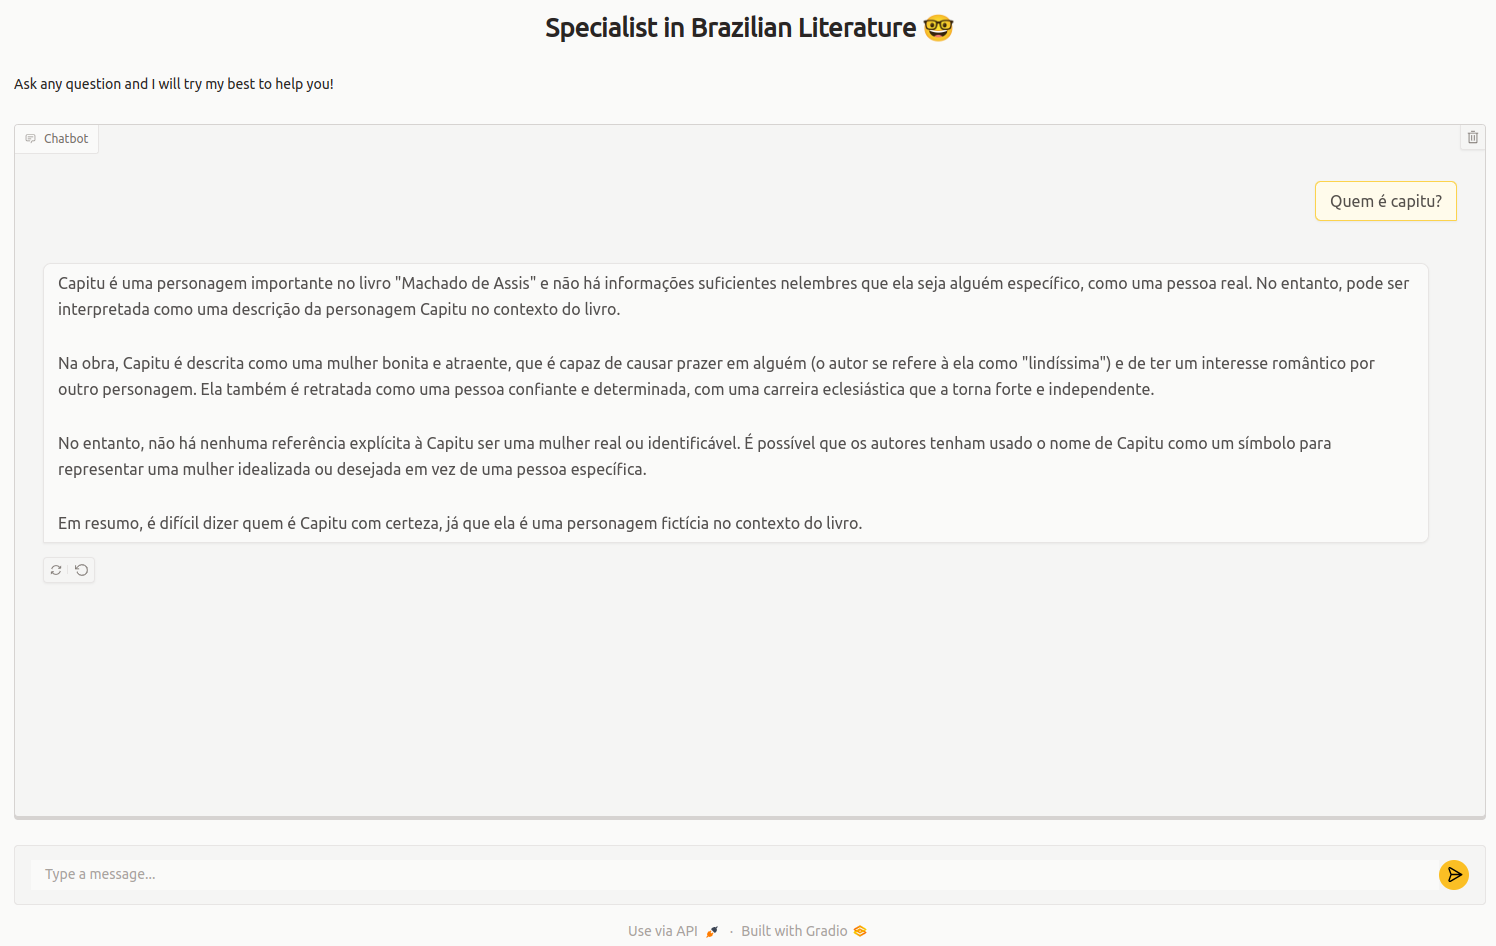 Specialist in Brazilian Literature 🤓
Ask any question and I will try my best to help you!
Chatbot
Quem é capitu?
Capitu é uma personagem importante no livro "Machado de Assis" e não há informações suficientes nelembres que ela seja alguém específico, como uma pessoa real. No entanto, pode ser
interpretada como uma descrição da personagem Capitu no contexto do livro.
Na obra, Capitu é descrita como uma mulher bonita e atraente, que é capaz de causar prazer em alguém (o autor se refere à ela como "lindíssima") e de ter um interesse romântico por
outro personagem. Ela também é retratada como uma pessoa confiante e determinada, com uma carreira eclesiástica que a torna forte e independente.
No entanto, não há nenhuma referência explícita à Capitu ser uma mulher real ou identificável. É possível que os autores tenham usado o nome de Capitu como um símbolo para
representar uma mulher idealizada ou desejada em vez de uma pessoa específica.
Em resumo, é difícil dizer quem é Capitu com certeza, já que ela é uma personagem fictícia no contexto do livro.
Type a message...
Use via API 🚀 · Built with Gradio